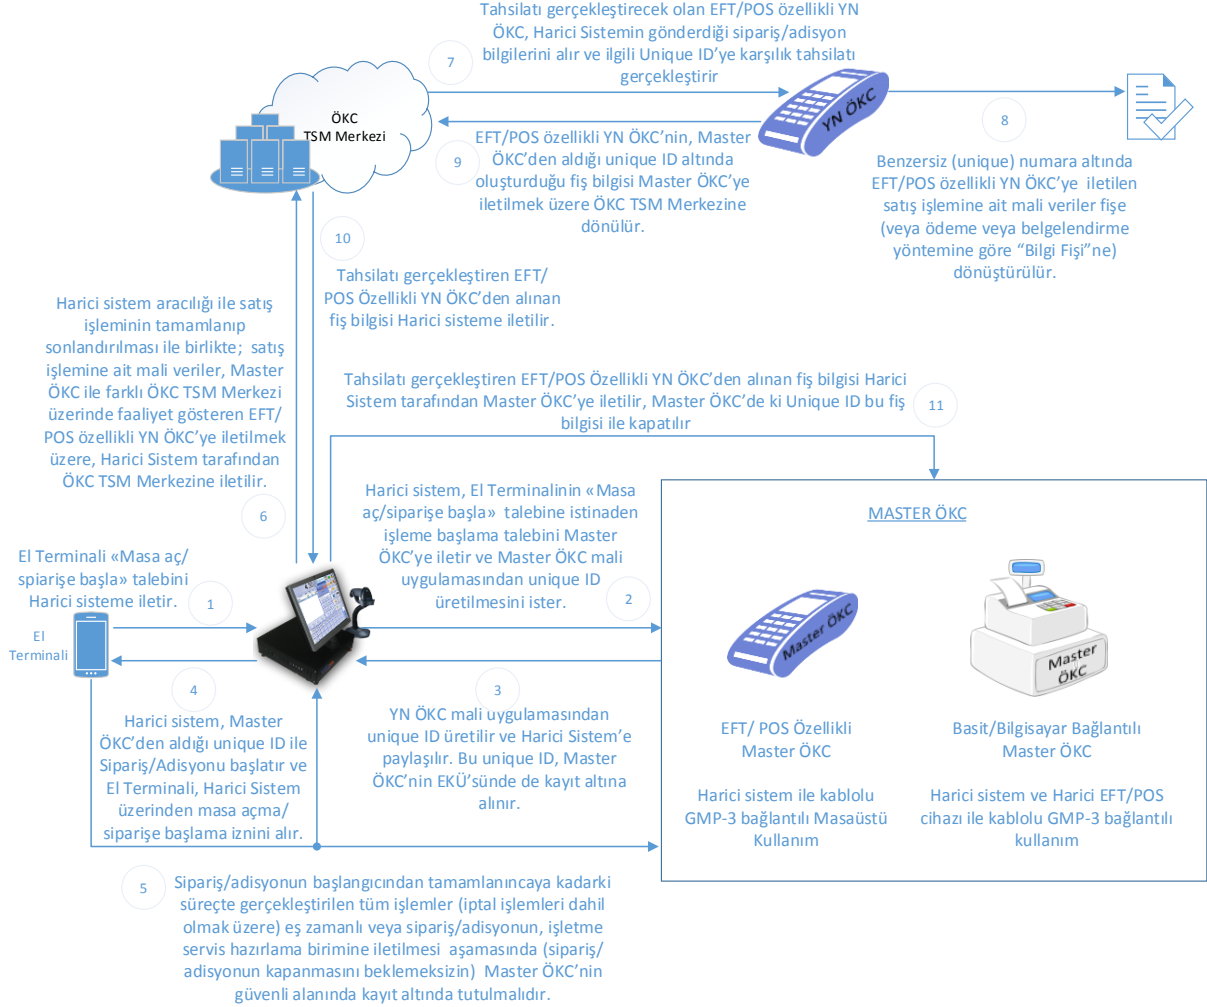 Tahsilatı gerçekleştirecek olan EFT/POS özellikli YN
ÖKC, Harici Sistemin gönderdiği sipariş/adisyon
bilgilerini alır ve ilgili Unique ID'ye karşılık tahsilatı
gerçekleştirir
7
ÖKC
TSM Merkezi
YN ÖKC
8
Benzersiz (unique) numara altında
EFT/POS özellikli YN ÖKC'ye iletilen
satış işlemine ait mali veriler fişe
(veya ödeme veya belgelendirme
yöntemine göre "Bilgi Fişi"ne)
dönüştürülür.
9
EFT/POS özellikli YN ÖKC'nin, Master
ÖKC'den aldığı unique ID altında
oluşturduğu fiş bilgisi Master ÖKC'ye
iletilmek üzere ÖKC TSM Merkezine
dönülür.
10
Tahsilatı gerçekleştiren EFT/
POS Özellikli YN ÖKC'den alınan
fiş bilgisi Harici sisteme iletilir.
Harici sistem aracılığı ile satış
işleminin tamamlanıp
sonlandırılması ile birlikte; satış
işlemine ait mali veriler, Master
ÖKC ile farklı ÖKC TSM Merkezi
üzerinde faaliyet gösteren EFT/
POS özellikli YN ÖKC'ye iletilmek
üzere, Harici Sistem tarafından
ÖKC TSM Merkezine iletilir.
6
Tahsilatı gerçekleştiren EFT/POS Özellikli YN ÖKC'den alınan fiş bilgisi Harici
Sistem tarafından Master ÖKC'ye iletilir, Master ÖKC'de ki Unique ID bu fiş
bilgisi ile kapatılır
11
El Terminali «Masa aç/
spiarişe başla» talebini
Harici sisteme iletir.
1
El
Terminali
Harici sistem, El Terminalinin «Masa
aç/siparişe başla» talebine istinaden
işleme başlama talebini Master
ÖKC'ye iletir ve Master ÖKC mali
uygulamasından unique ID
üretilmesini ister.
2
3
YN ÖKC mali uygulamasından
unique ID üretilir ve Harici Sistem'e
paylaşılır. Bu unique ID, Master
ÖKC'nin EKÜ'sünde de kayıt altına
alınır.
4
Harici sistem, Master
ÖKC'den aldığı unique ID ile
Sipariş/Adisyonu başlatır ve
El Terminali, Harici Sistem
üzerinden masa açma/
siparişe başlama iznini alır.
MASTER ÖKC
Master ÖKC
Master
ÖKC
EFT/ POS Özellikli
Master ÖKC
Harici sistem ile kablolu
GMP-3 bağlantılı Masaüstü
Kullanım
Basit/Bilgisayar Bağlantılı
Master ÖKC
Harici sistem ve Harici EFT/POS
cihazı ile kablolu GMP-3 bağlantılı
kullanım
5
Sipariş/adisyonun başlangıcından tamamlanıncaya kadarki
süreçte gerçekleştirilen tüm işlemler (iptal işlemleri dahil
olmak üzere) eş zamanlı veya sipariş/adisyonun, işletme
servis hazırlama birimine iletilmesi aşamasında (sipariş/
adisyonun kapanmasını beklemeksizin) Master ÖKC'nin
güvenli alanında kayıt altında tutulmalıdır.